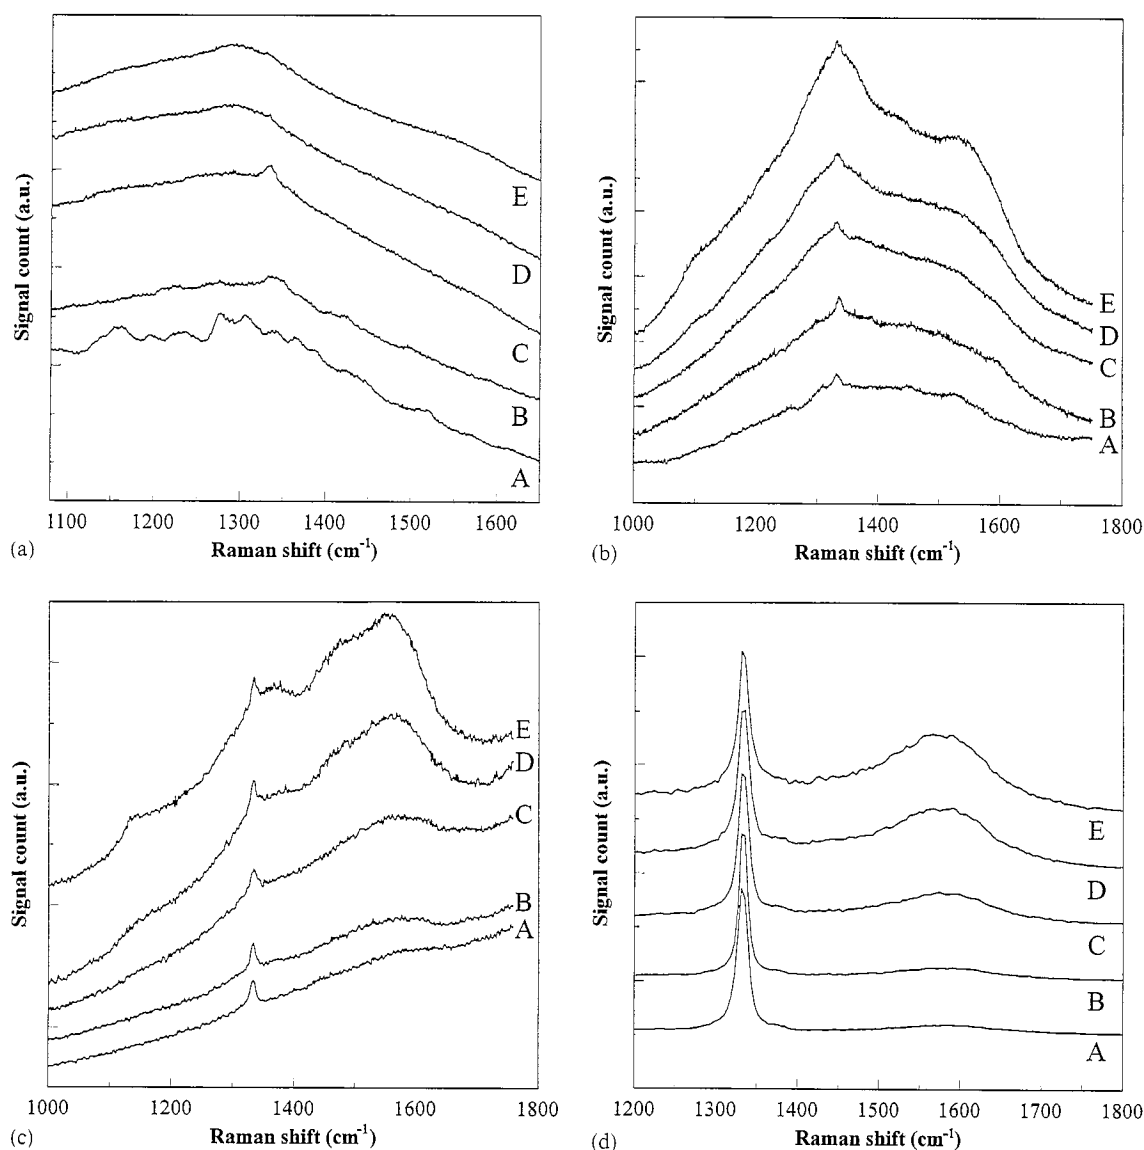 Signal count (a.u.)
E
D
C
B
A
1100 1200 1300 1400 1500 1600
Raman shift (cm⁻¹)
(a)
Signal count (a.u.)
E
D
C
B
A
1000 1200 1400 1600 1800
Raman shift (cm⁻¹)
(b)
Signal count (a.u.)
E
D
C
B
A
1000 1200 1400 1600 1800
Raman shift (cm⁻¹)
(c)
Signal count (a.u.)
E
D
C
B
A
1200 1300 1400 1500 1600 1700 1800
Raman shift (cm⁻¹)
(d)